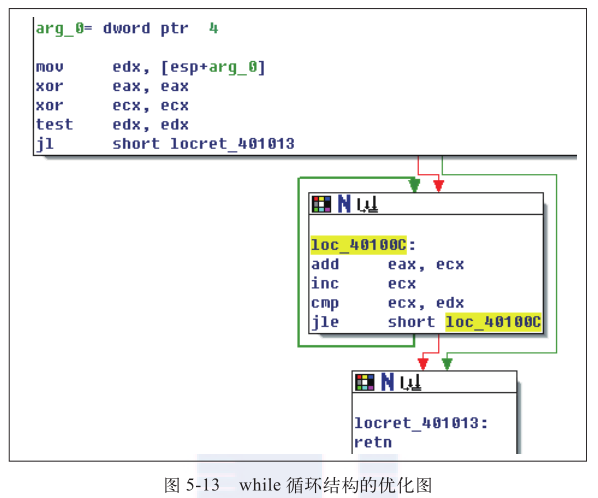 arg_0= dword ptr  4
mov     edx, [esp+arg_0]
xor     eax, eax
xor     ecx, ecx
test    edx, edx
jl      short locret_401013
N
loc_40100C:
add     eax, ecx
inc     ecx
cmp     ecx, edx
jle     short loc_40100C
N
locret_401013:
retn
图 5-13 while 循环结构的优化图